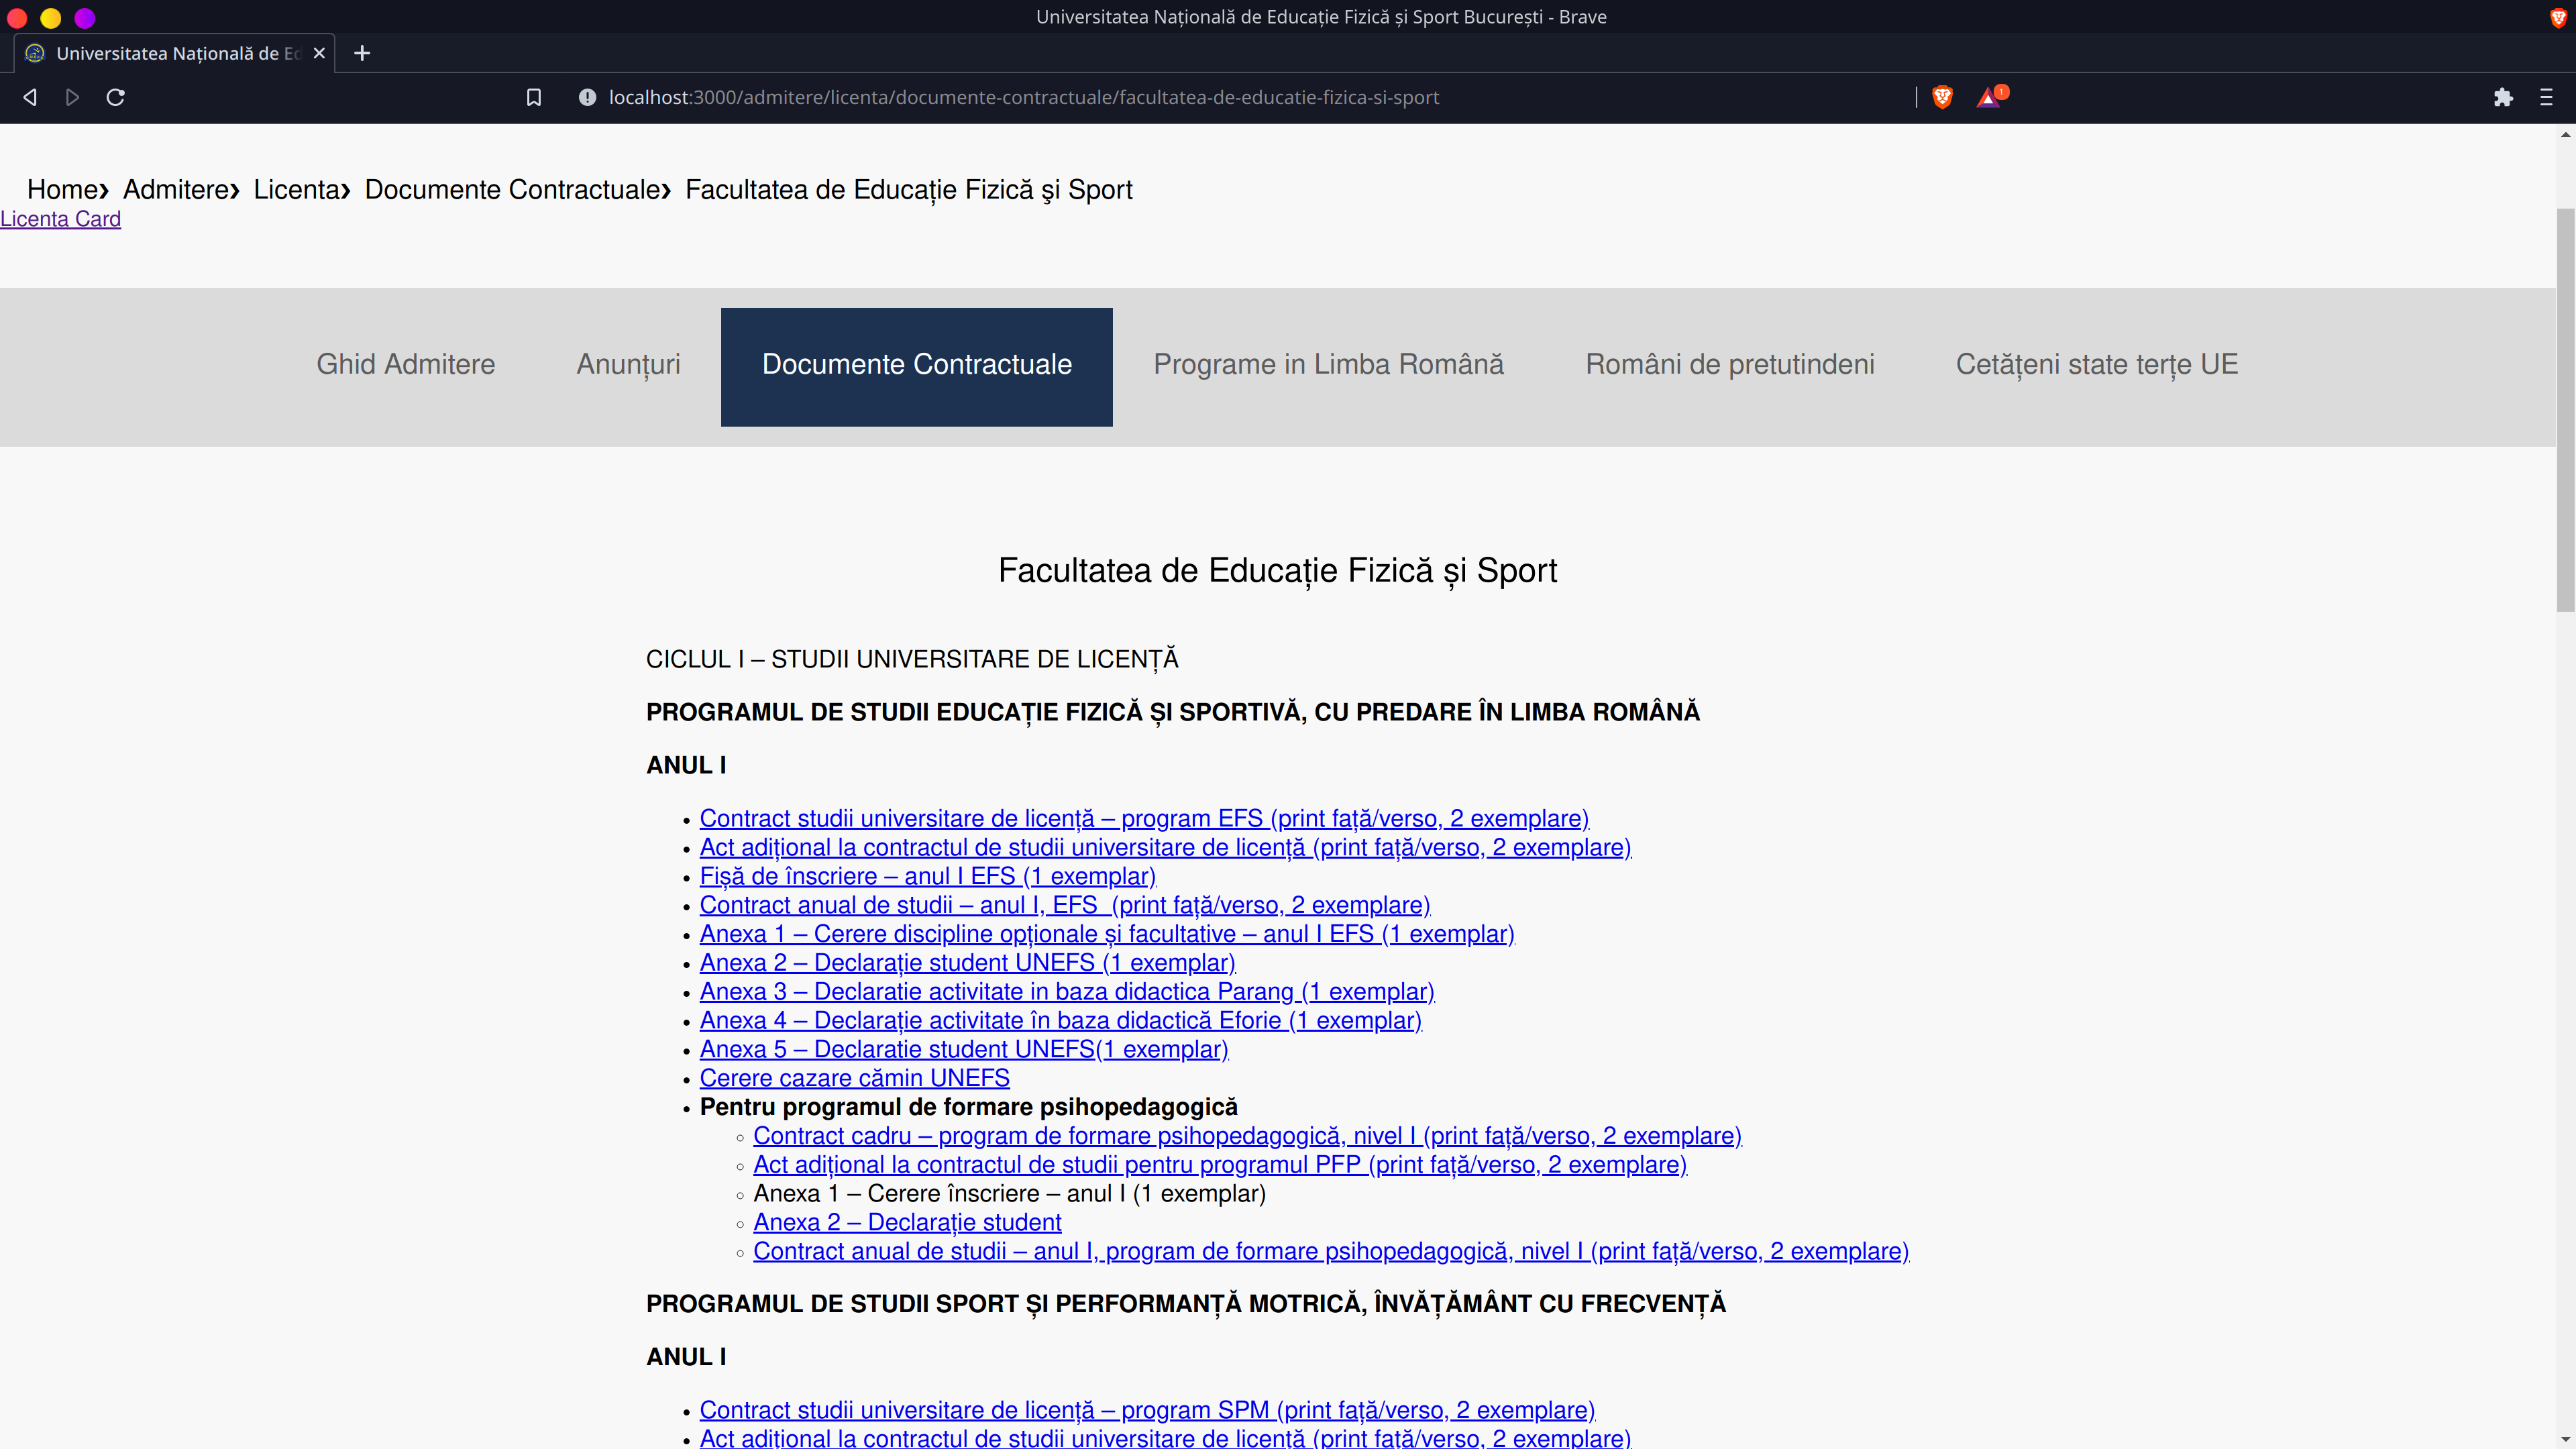 Universitatea Națională de Educație Fizică și Sport București - Brave
Universitatea Națională de Ed
localhost:3000/admitere/licenta/documente-contractuale/facultatea-de-educatie-fizica-si-sport
1
Home❯ Admitere❯ Licenta❯ Documente Contractuale❯ Facultatea de Educaţie Fizică şi Sport
Licenta Card
Ghid Admitere Anunțuri Documente Contractuale Programe in Limba Română Români de pretutindeni Cetățeni state terțe UE
Facultatea de Educație Fizică și Sport
CICLUL I – STUDII UNIVERSITARE DE LICENȚĂ
PROGRAMUL DE STUDII EDUCAȚIE FIZICĂ ȘI SPORTIVĂ, CU PREDARE ÎN LIMBA ROMÂNĂ
ANUL I
• Contract studii universitare de licență – program EFS (print față/verso, 2 exemplare)
• Act adițional la contractul de studii universitare de licență (print față/verso, 2 exemplare)
• Fișă de înscriere – anul I EFS (1 exemplar)
• Contract anual de studii – anul I, EFS  (print față/verso, 2 exemplare)
• Anexa 1 – Cerere discipline opționale și facultative – anul I EFS (1 exemplar)
• Anexa 2 – Declarație student UNEFS (1 exemplar)
• Anexa 3 – Declaratie activitate in baza didactica Parang (1 exemplar)
• Anexa 4 – Declarație activitate în baza didactică Eforie (1 exemplar)
• Anexa 5 – Declaratie student UNEFS(1 exemplar)
• Cerere cazare cămin UNEFS
• Pentru programul de formare psihopedagogică
◦ Contract cadru – program de formare psihopedagogică, nivel I (print față/verso, 2 exemplare)
◦ Act adițional la contractul de studii pentru programul PFP (print față/verso, 2 exemplare)
◦ Anexa 1 – Cerere înscriere – anul I (1 exemplar)
◦ Anexa 2 – Declarație student
◦ Contract anual de studii – anul I, program de formare psihopedagogică, nivel I (print față/verso, 2 exemplare)
PROGRAMUL DE STUDII SPORT ȘI PERFORMANȚĂ MOTRICĂ, ÎNVĂȚĂMÂNT CU FRECVENȚĂ
ANUL I
• Contract studii universitare de licență – program SPM (print față/verso, 2 exemplare)
• Act adițional la contractul de studii universitare de licență (print față/verso, 2 exemplare)